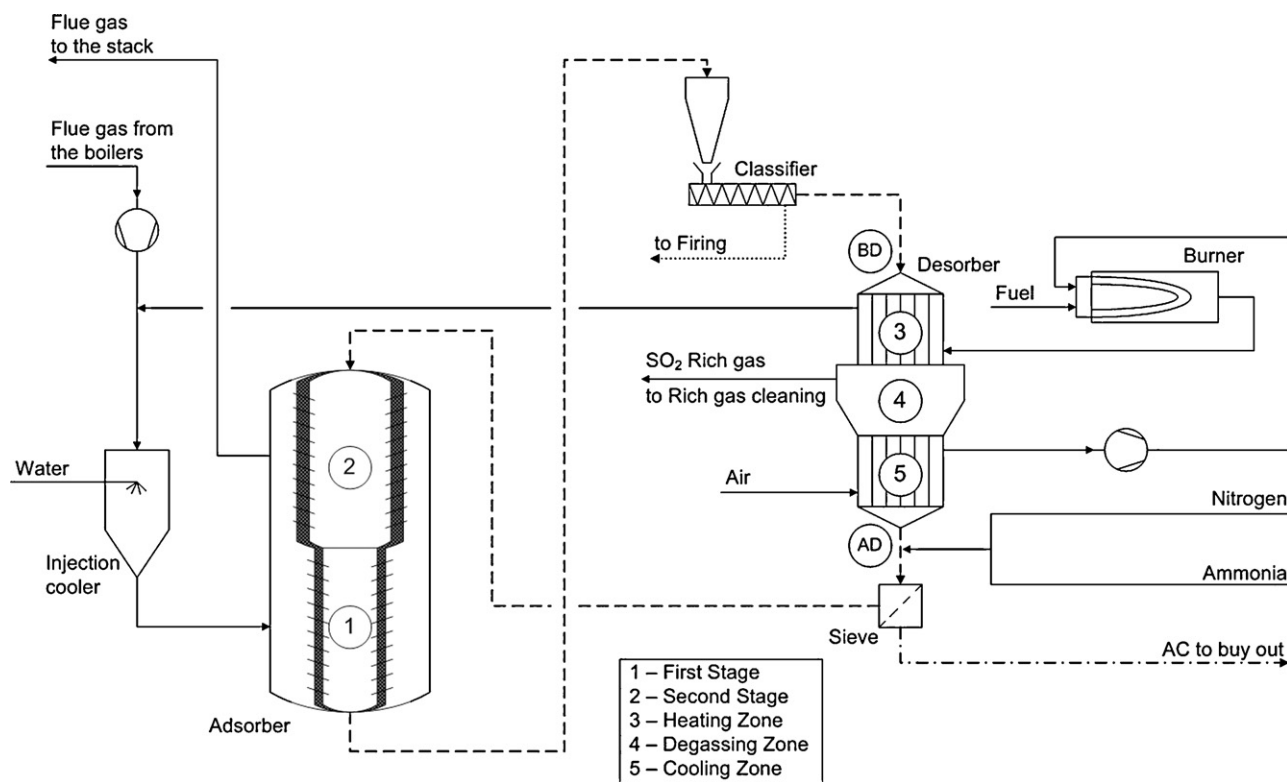 Flue gas
to the stack
Flue gas from
the boilers
Classifier
to Firing
BD
Desorber
Burner
Fuel
3
SO₂ Rich gas
to Rich gas cleaning
4
2
Water
5
Air
Nitrogen
Injection
cooler
AD
Ammonia
1
Sieve
AC to buy out
Adsorber
1 – First Stage
2 – Second Stage
3 – Heating Zone
4 – Degassing Zone
5 – Cooling Zone